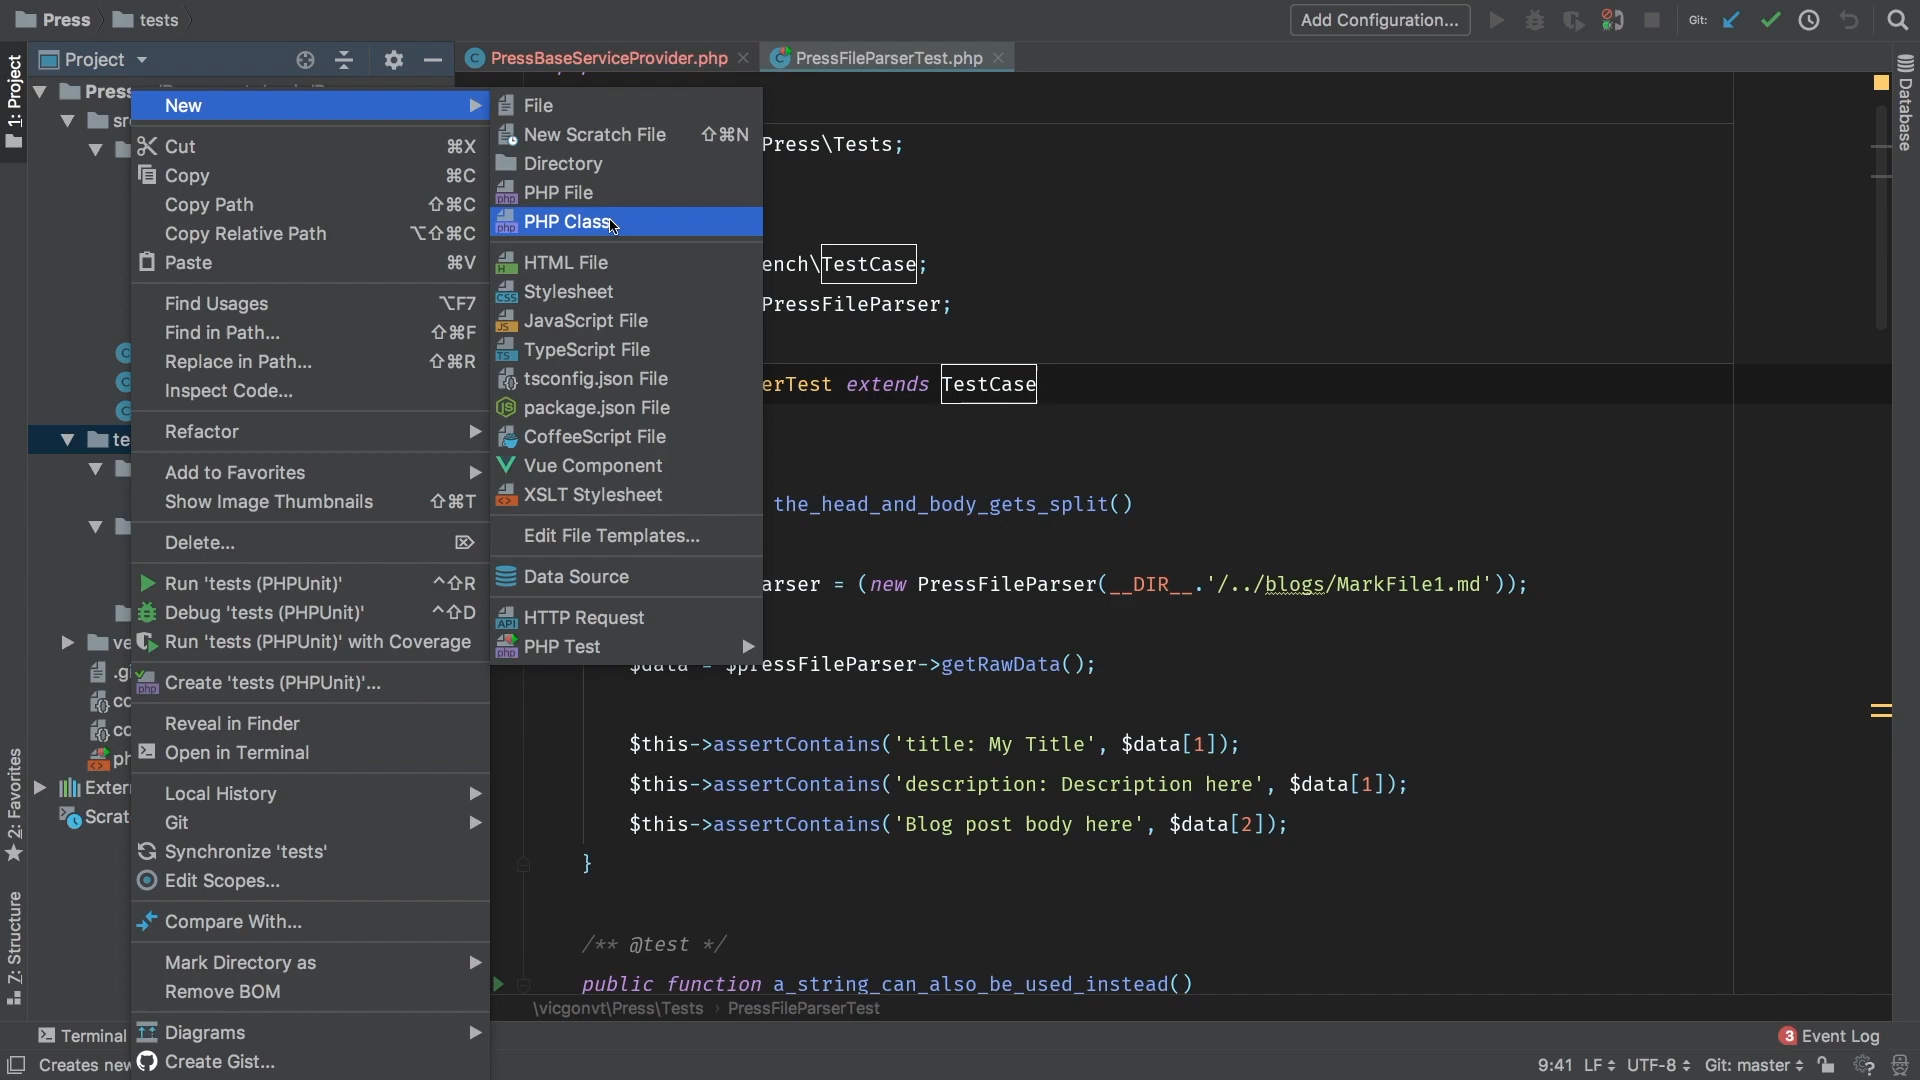 Press tests
Add Configuration...
Git:
1: Project
Project
PressBaseServiceProvider.php
PressFileParserTest.php
Database
Press
New
Cut ⌘X
Copy ⌘C
Copy Path ⇧⌘C
Copy Relative Path ⌥⇧⌘C
Paste ⌘V
Find Usages ⌥F7
Find in Path... ⇧⌘F
Replace in Path... ⇧⌘R
Inspect Code...
Refactor
Add to Favorites
Show Image Thumbnails ⇧⌘T
Delete... ⌦
Run 'tests (PHPUnit)' ^⇧R
Debug 'tests (PHPUnit)' ^⇧D
Run 'tests (PHPUnit)' with Coverage
Create 'tests (PHPUnit)'...
Reveal in Finder
Open in Terminal
Local History
Git
Synchronize 'tests'
Edit Scopes...
Compare With...
Mark Directory as
Remove BOM
Diagrams
Create Gist...
File
New Scratch File ⇧⌘N
Directory
PHP File
PHP Class
HTML File
Stylesheet
JavaScript File
TypeScript File
tsconfig.json File
package.json File
CoffeeScript File
Vue Component
XSLT Stylesheet
Edit File Templates...
Data Source
HTTP Request
PHP Test
Press\Tests;
ench\TestCase;
PressFileParser;
erTest extends TestCase
the_head_and_body_gets_split()
arser = (new PressFileParser(__DIR__.'/../blogs/MarkFile1.md'));
$data = $pressFileParser->getRawData();
$this->assertContains('title: My Title', $data[1]);
$this->assertContains('description: Description here', $data[1]);
$this->assertContains('Blog post body here', $data[2]);
}
/** @test */
public function a_string_can_also_be_used_instead()
\vicgonvt\Press\Tests › PressFileParserTest
2: Favorites
7: Structure
Terminal
3 Event Log
Creates new
9:41 LF UTF-8 Git: master